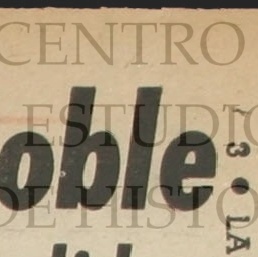 CENTRO
ESTUDIO
oble
DE HISTO
/ 3 • LA